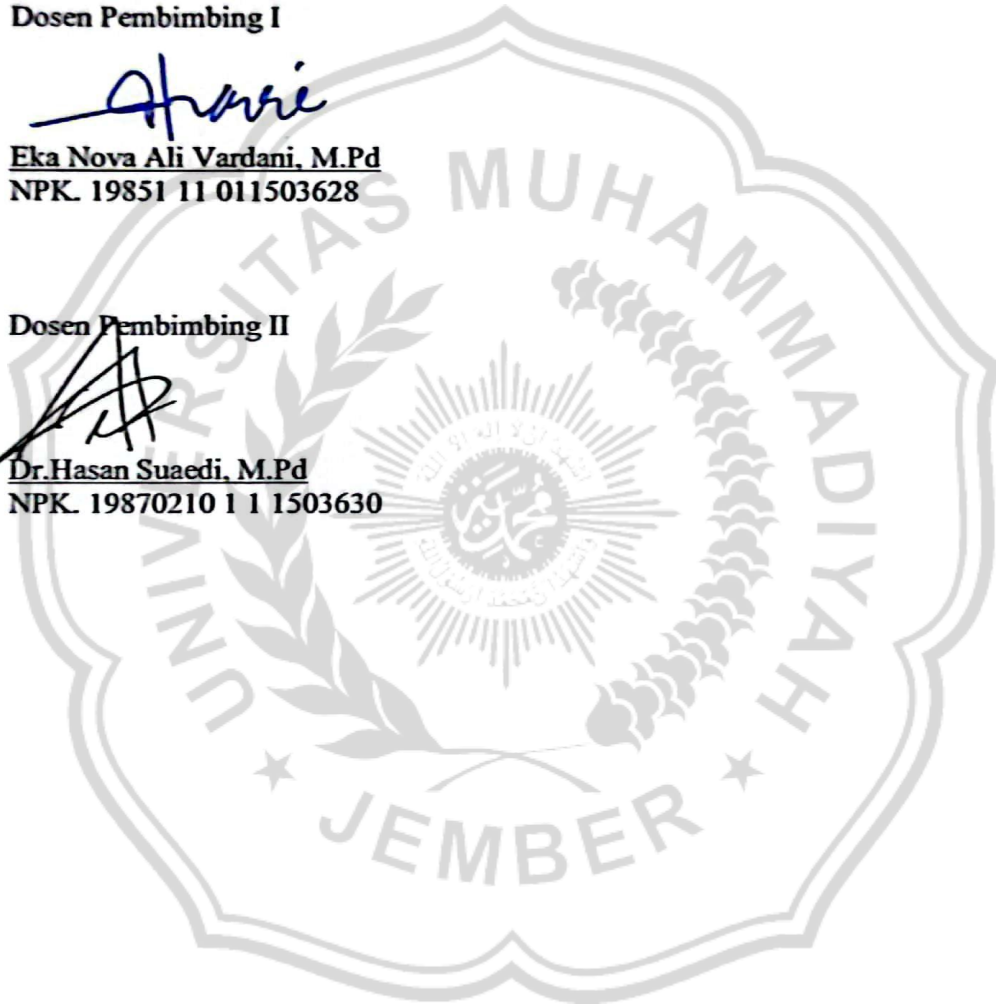 Dosen Pembimbing I
Eka Nova Ali Vardani, M.Pd
NPK. 19851 11 011503628
Dosen Pembimbing II
Dr.Hasan Suaedi, M.Pd
NPK. 19870210 1 1 1503630
UNIVERSITAS MUHAMMADIYAH
JEMBER